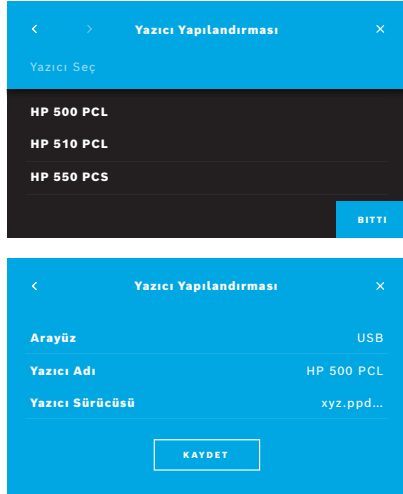 Yazıcı Yapılandırması
Yazıcı Seç
HP 500 PCL
HP 510 PCL
HP 550 PCS
BITTI
Yazıcı Yapılandırması
Arayüz USB
Yazıcı Adı HP 500 PCL
Yazıcı Sürücüsü xyz.ppd...
KAYDET